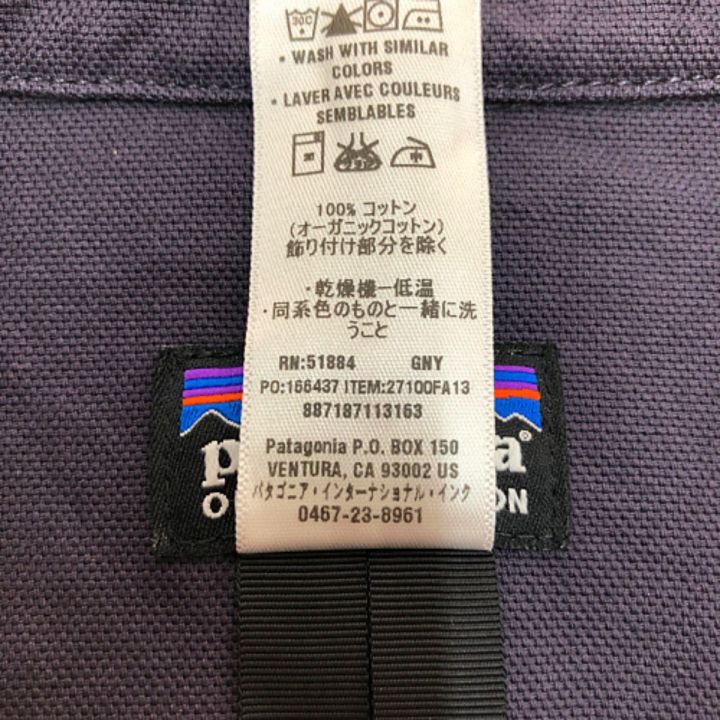 30C
• WASH WITH SIMILAR
COLORS
• LAVER AVEC COULEURS
SEMBLABLES
100% コットン
(オーガニックコットン)
飾り付け部分を除く
・乾燥機−低温
・同系色のものと一緒に洗
うこと
RN:51884 GNY
PO:166437 ITEM:27100FA13
887187113163
Patagonia P.O. BOX 150
VENTURA, CA 93002 US
パタゴニア・インターナショナル・インク
0467-23-8961
p a®
O ON